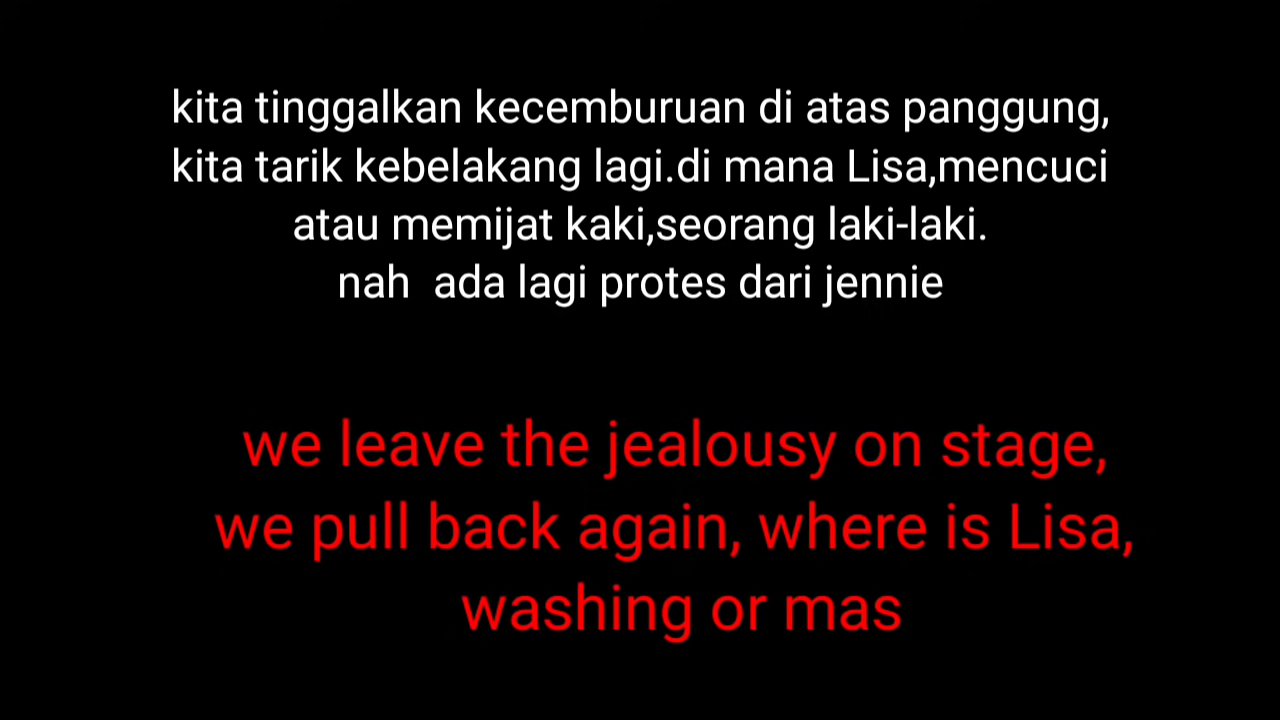 kita tinggalkan kecemburuan di atas panggung,
kita tarik kebelakang lagi.di mana Lisa,mencuci
atau memijat kaki,seorang laki-laki.
nah  ada lagi protes dari jennie
we leave the jealousy on stage,
we pull back again, where is Lisa,
washing or mas